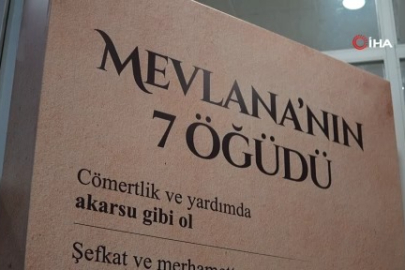 İHA
MEVLANA'NIN
7 ÖĞÜDÜ
Cömertlik ve yardımda
akarsu gibi ol
Şefkat ve